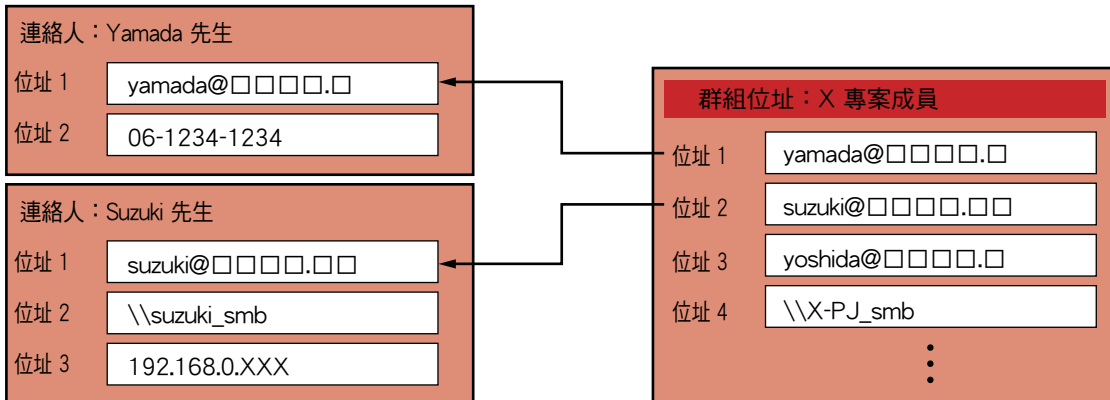 連絡人：Yamada 先生
位址 1 yamada@□□□□.□
位址 2 06-1234-1234
連絡人：Suzuki 先生
位址 1 suzuki@□□□□.□□
位址 2 \\suzuki_smb
位址 3 192.168.0.XXX
群組位址：X 專案成員
位址 1 yamada@□□□□.□
位址 2 suzuki@□□□□.□□
位址 3 yoshida@□□□□.□
位址 4 \\X-PJ_smb